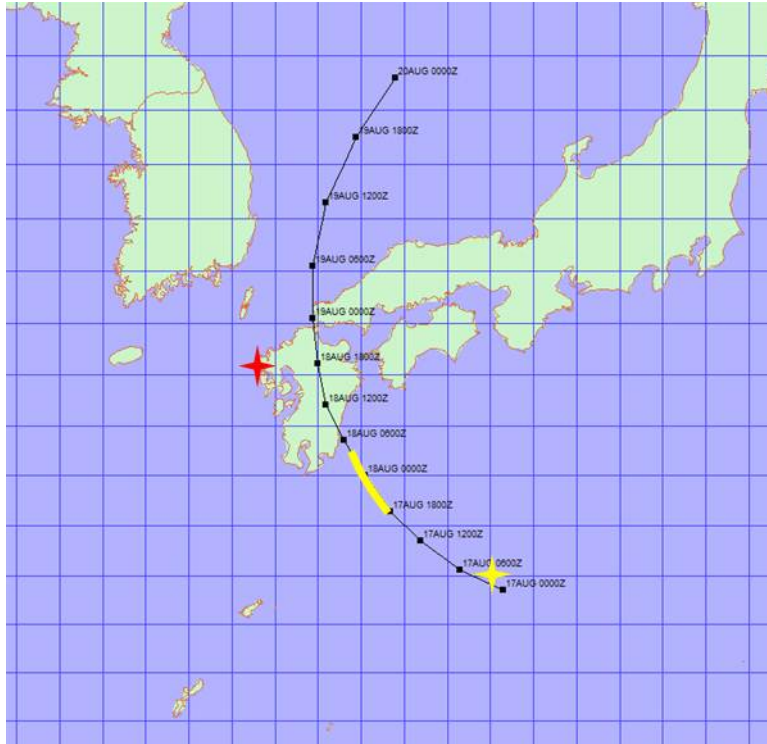 20AUG 0000Z
19AUG 1800Z
19AUG 1200Z
19AUG 0600Z
19AUG 0000Z
18AUG 1800Z
18AUG 1200Z
18AUG 0600Z
18AUG 0000Z
17AUG 1800Z
17AUG 1200Z
17AUG 0600Z
17AUG 0000Z